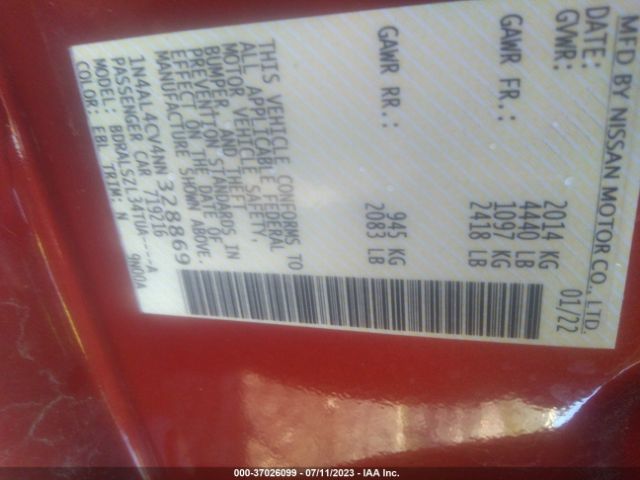 MFD BY NISSAN MOTOR CO., LTD.
DATE: 01/22
GVWR: 2014 KG
4440 LB
GAWR FR.: 1097 KG
2418 LB
GAWR RR.: 945 KG
2083 LB
THIS VEHICLE CONFORMS TO
ALL APPLICABLE FEDERAL
MOTOR VEHICLE SAFETY,
BUMPER, AND THEFT
PREVENTION STANDARDS IN
EFFECT ON THE DATE OF
MANUFACTURE SHOWN ABOVE.
1N4AL4CV4NN328869
PASSENGER CAR 719216
MODEL: BDRALSZL34TUA----A
COLOR: EBL TRIM: N 9N00A
000-37026099 - 07/11/2023 - IAA Inc.